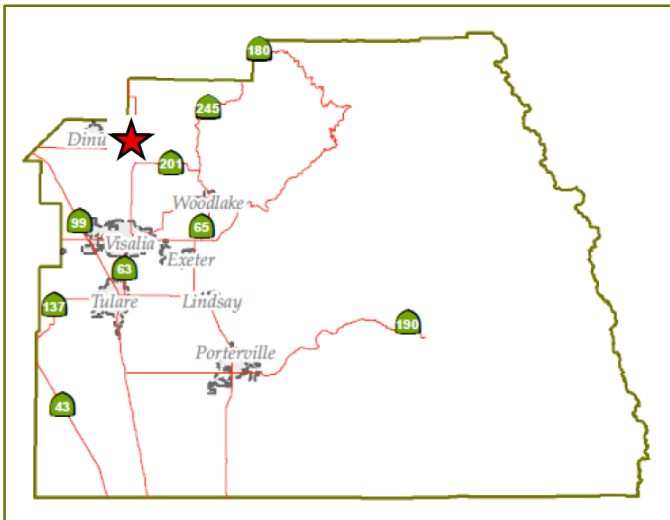 180
245
Dinu
201
Woodlake
99
65
Visalia
Exeter
63
137
Tulare
Lindsay
190
Porterville
43